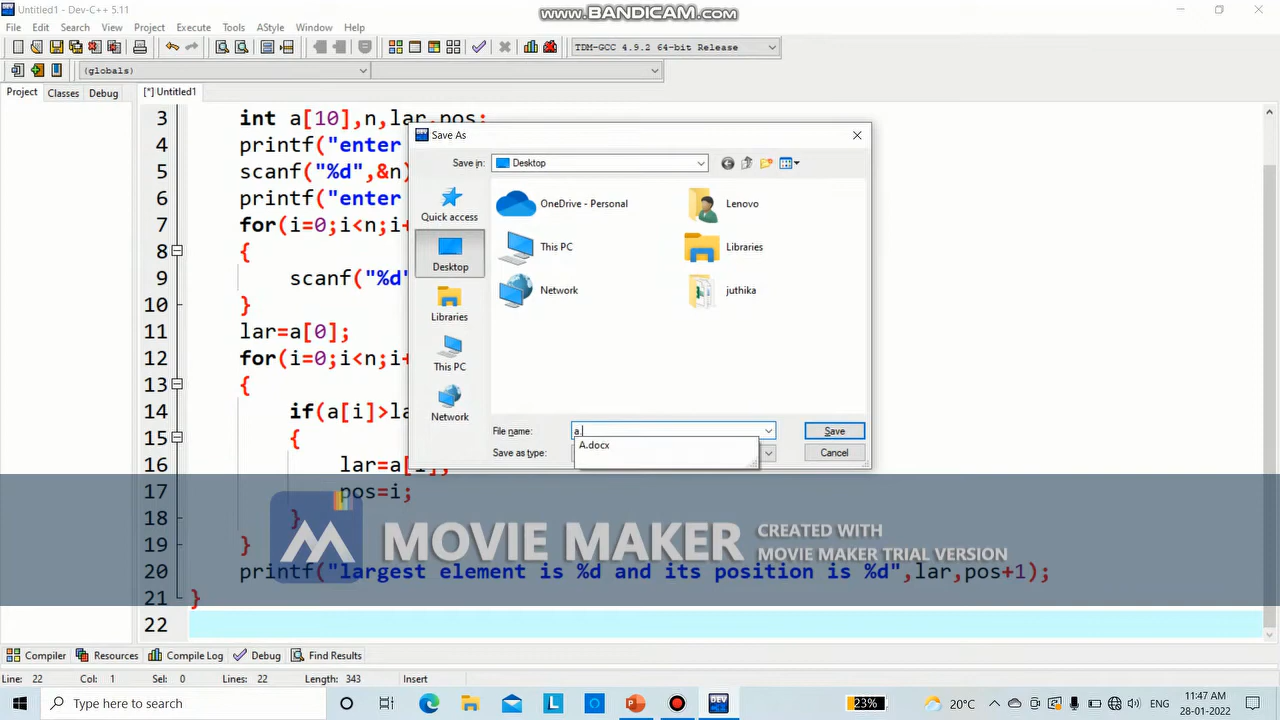 Untitled1 - Dev-C++ 5.11
www.BANDICAM.com
File Edit Search View Project Execute Tools AStyle Window Help
TDM-GCC 4.9.2 64-bit Release
(globals)
Project Classes Debug [*] Untitled1
3 int a[10],n,lar,pos;
4 printf("enter
5 scanf("%d",&n)
6 printf("enter
7 for(i=0;i<n;i+
8 {
9 scanf("%d"
10 }
11 lar=a[0];
12 for(i=0;i<n;i+
13 {
14 if(a[i]>la
15 {
16 lar=a[i];
17 pos=i;
18 }
19 }
20 printf("largest element is %d and its position is %d",lar,pos+1);
21 }
22
Save As
Save in: Desktop
Quick access
Desktop
Libraries
This PC
Network
OneDrive - Personal
Lenovo
This PC
Libraries
Network
juthika
File name: a.
Save
A.docx
Save as type:
Cancel
MOVIE MAKER
CREATED WITH
MOVIE MAKER TRIAL VERSION
Compiler Resources Compile Log Debug Find Results
Line: 22 Col: 1 Sel: 0 Lines: 22 Length: 343 Insert
Type here to search
L
23%
20°C
ENG
11:47 AM
28-01-2022